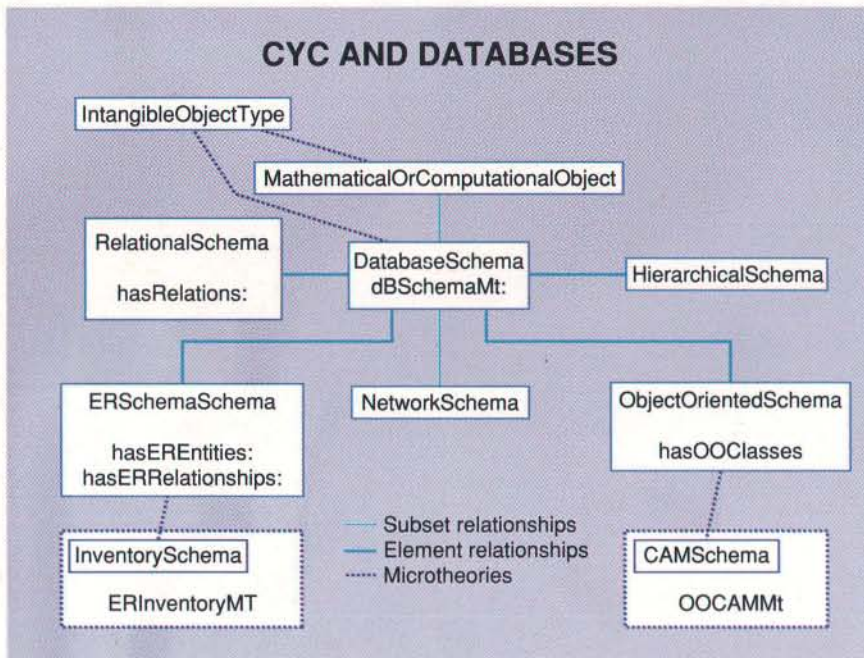 CYC AND DATABASES
IntangibleObjectType
MathematicalOrComputationalObject
RelationalSchema
hasRelations:
DatabaseSchema
dBSchemaMt:
HierarchicalSchema
ERSchemaSchema
hasEREntities:
hasERRelationships:
NetworkSchema
ObjectOrientedSchema
hasOOClasses
Subset relationships
Element relationships
Microtheories
InventorySchema
ERInventoryMT
CAMSchema
OOCAMMt